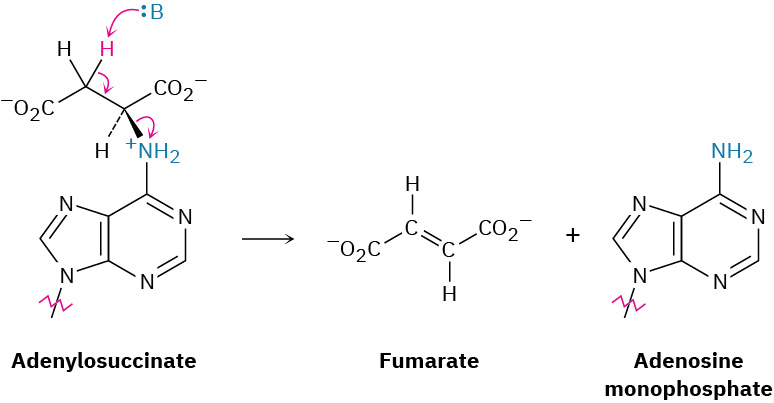 :B
H H
⁻O₂C CO₂⁻
H ⁺NH₂ NH₂
N N N N
N N N N
H
⁻O₂C C C CO₂⁻ +
H
Adenylosuccinate Fumarate Adenosine
monophosphate